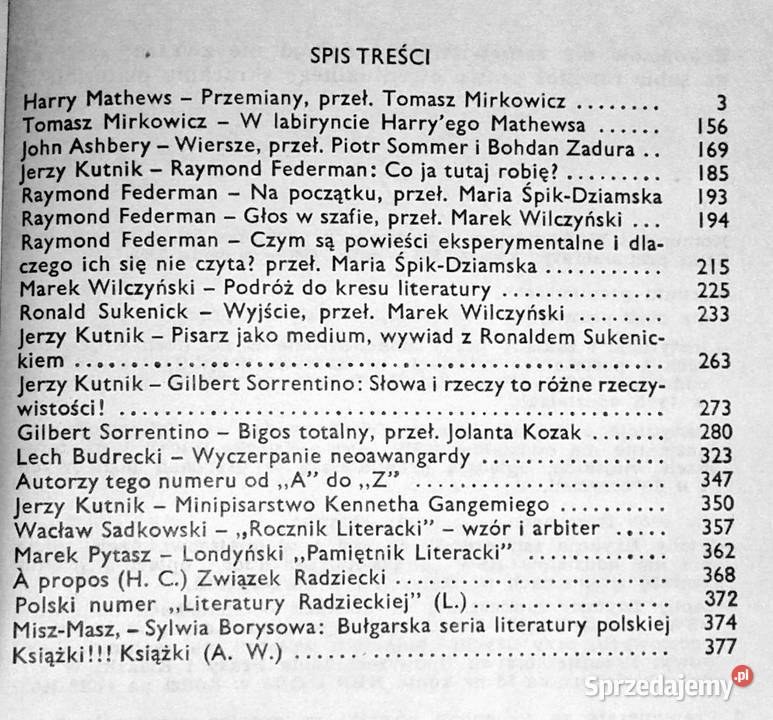 SPIS TREŚCI
Harry Mathews – Przemiany, przeł. Tomasz Mirkowicz ........ 3
Tomasz Mirkowicz – W labiryncie Harry'ego Mathewsa ...... 156
John Ashbery – Wiersze, przeł. Piotr Sommer i Bohdan Zadura .. 169
Jerzy Kutnik – Raymond Federman: Co ja tutaj robię? ......... 185
Raymond Federman – Na początku, przeł. Maria Śpik-Dziamska 193
Raymond Federman – Głos w szafie, przeł. Marek Wilczyński ... 194
Raymond Federman – Czym są powieści eksperymentalne i dla-
czego ich się nie czyta? przeł. Maria Śpik-Dziamska ........... 215
Marek Wilczyński – Podróż do kresu literatury ............... 225
Ronald Sukenick – Wyjście, przeł. Marek Wilczyński .......... 233
Jerzy Kutnik – Pisarz jako medium, wywiad z Ronaldem Sukenic-
kiem ................................................ 263
Jerzy Kutnik – Gilbert Sorrentino: Słowa i rzeczy to różne rzeczy-
wistości! ............................................ 273
Gilbert Sorrentino – Bigos totalny, przeł. Jolanta Kozak ....... 280
Lech Budrecki – Wyczerpanie neoawangardy ................. 323
Autorzy tego numeru od „A” do „Z” ....................... 347
Jerzy Kutnik – Minipisarstwo Kennetha Gangemiego .......... 350
Wacław Sadkowski – „Rocznik Literacki” – wzór i arbiter ...... 357
Marek Pytasz – Londyński „Pamiętnik Literacki” ............. 362
À propos (H. C.) Związek Radziecki ........................ 368
Polski numer „Literatury Radzieckiej” (L.) .................. 372
Misz-Masz, – Sylwia Borysowa: Bułgarska seria literatury polskiej 374
Książki!!! Książki (A. W.) ................................ 377
Sprzedajemy.pl